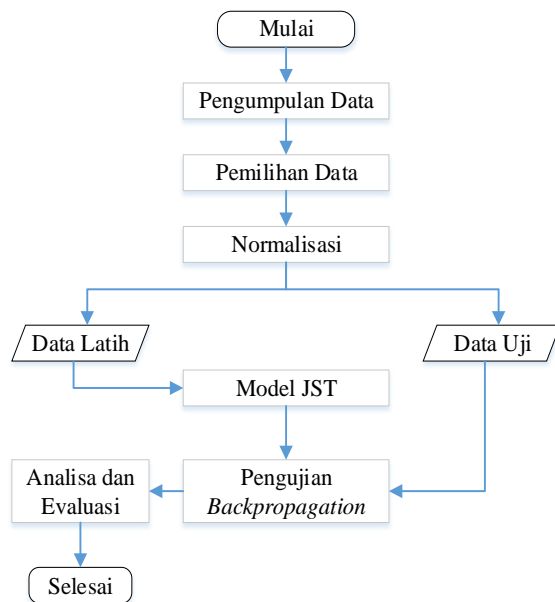 Mulai
Pengumpulan Data
Pemilihan Data
Normalisasi
Data Latih
Data Uji
Model JST
Analisa dan
Evaluasi
Pengujian
Backpropagation
Selesai